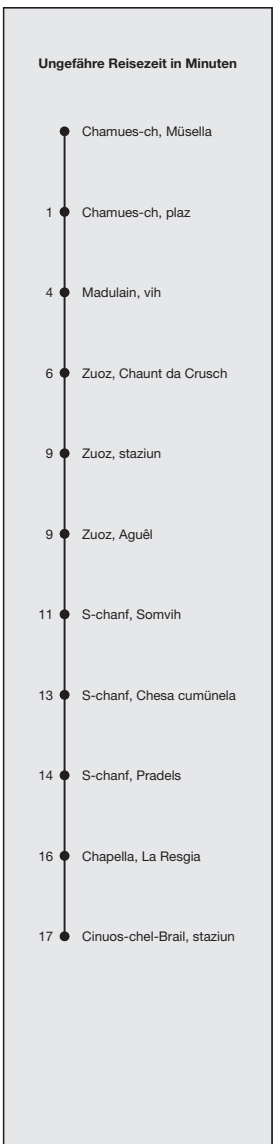 Ungefähre Reisezeit in Minuten
Chamues-ch, Müsella
1 Chamues-ch, plaz
4 Madulain, vih
6 Zuoz, Chaunt da Crusch
9 Zuoz, staziun
9 Zuoz, Aguêl
11 S-chanf, Somvih
13 S-chanf, Chesa cumünela
14 S-chanf, Pradels
16 Chapella, La Resgia
17 Cinuos-chel-Brail, staziun